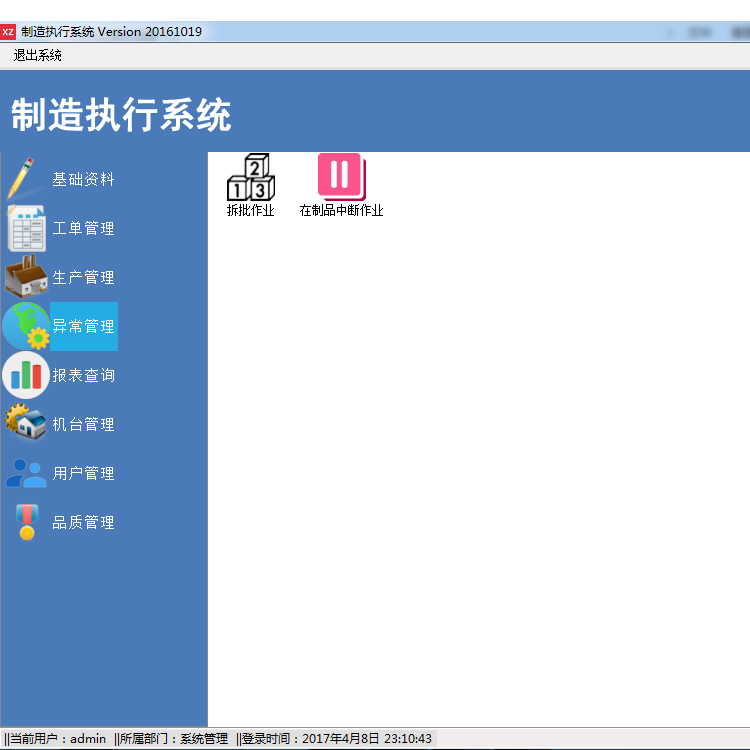 XZ 制造执行系统 Version 20161019
退出系统
制造执行系统
基础资料
工单管理
生产管理
异常管理
报表查询
机台管理
用户管理
品质管理
1 2 3
拆批作业
在制品中断作业
||当前用户：admin ||所属部门：系统管理 ||登录时间：2017年4月8日 23:10:43